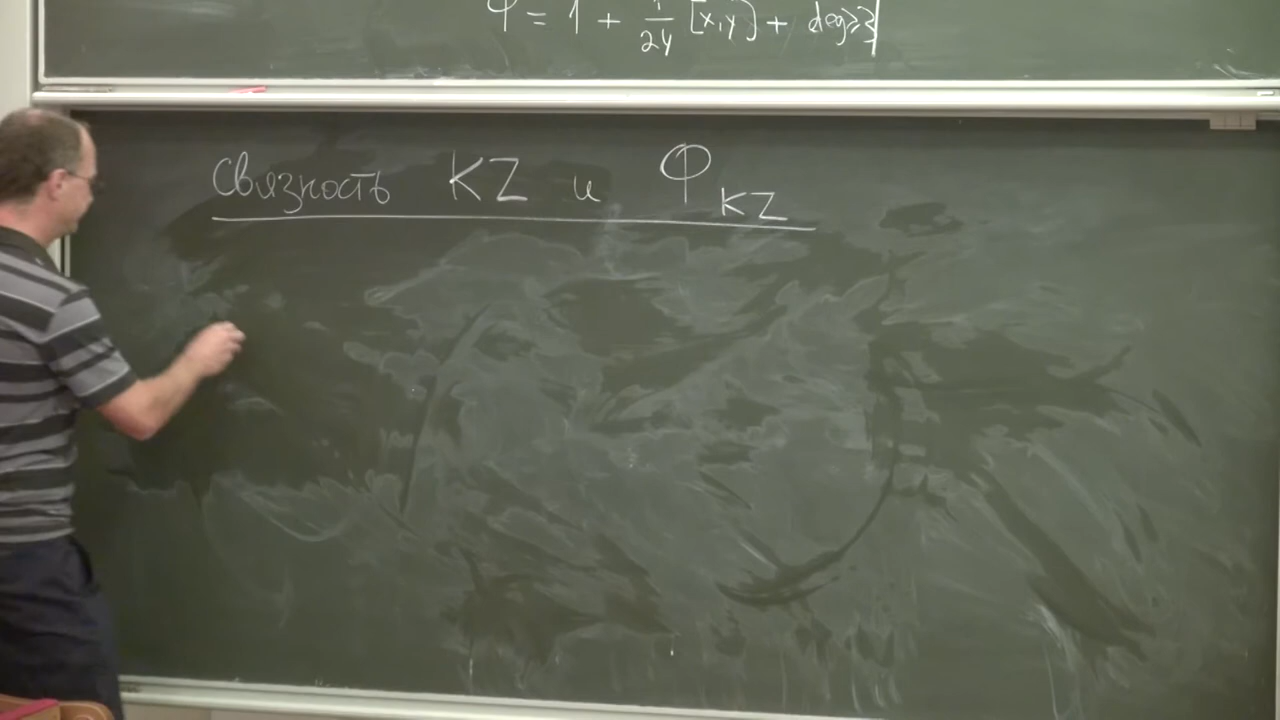 Φ = 1 + 1/24 [x,y] + deg≥3
Связность KZ и Φ_KZ